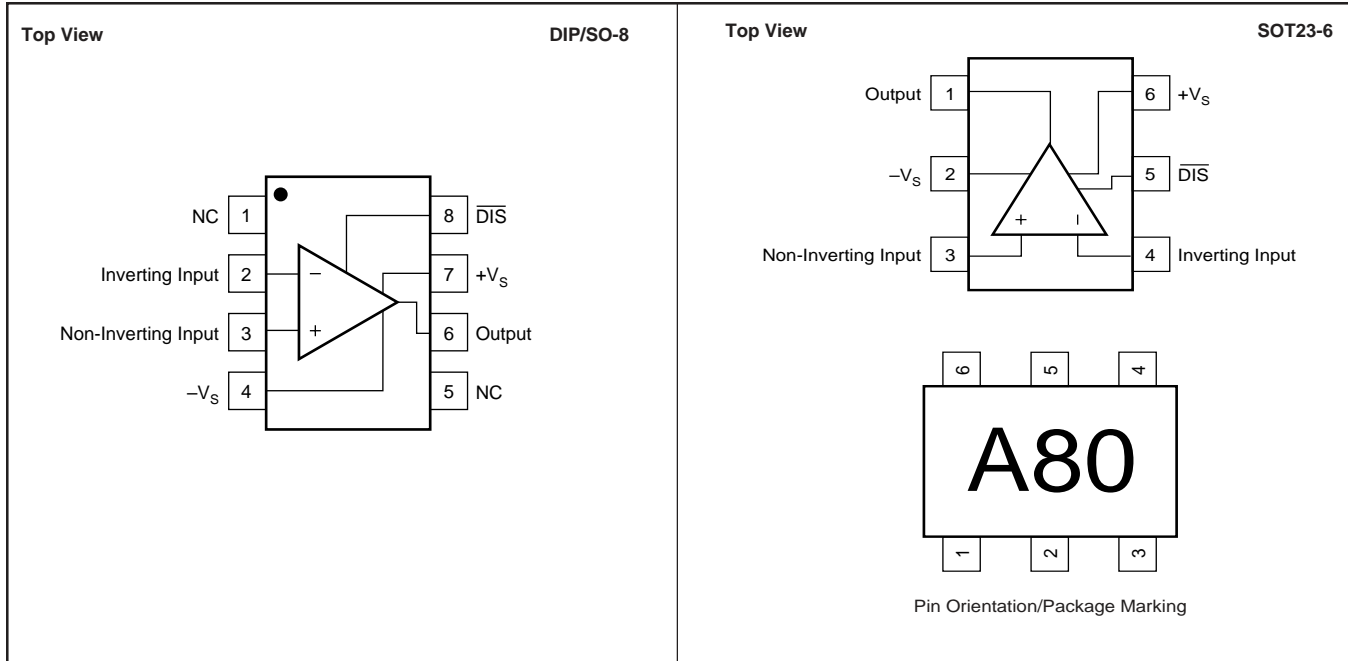 Top View DIP/SO-8
NC 1 8 DIS
Inverting Input 2 − 7 +VS
Non-Inverting Input 3 + 6 Output
–VS 4 5 NC
Top View SOT23-6
Output 1 6 +VS
–VS 2 5 DIS
+ −
Non-Inverting Input 3 4 Inverting Input
6 5 4
A80
1 2 3
Pin Orientation/Package Marking